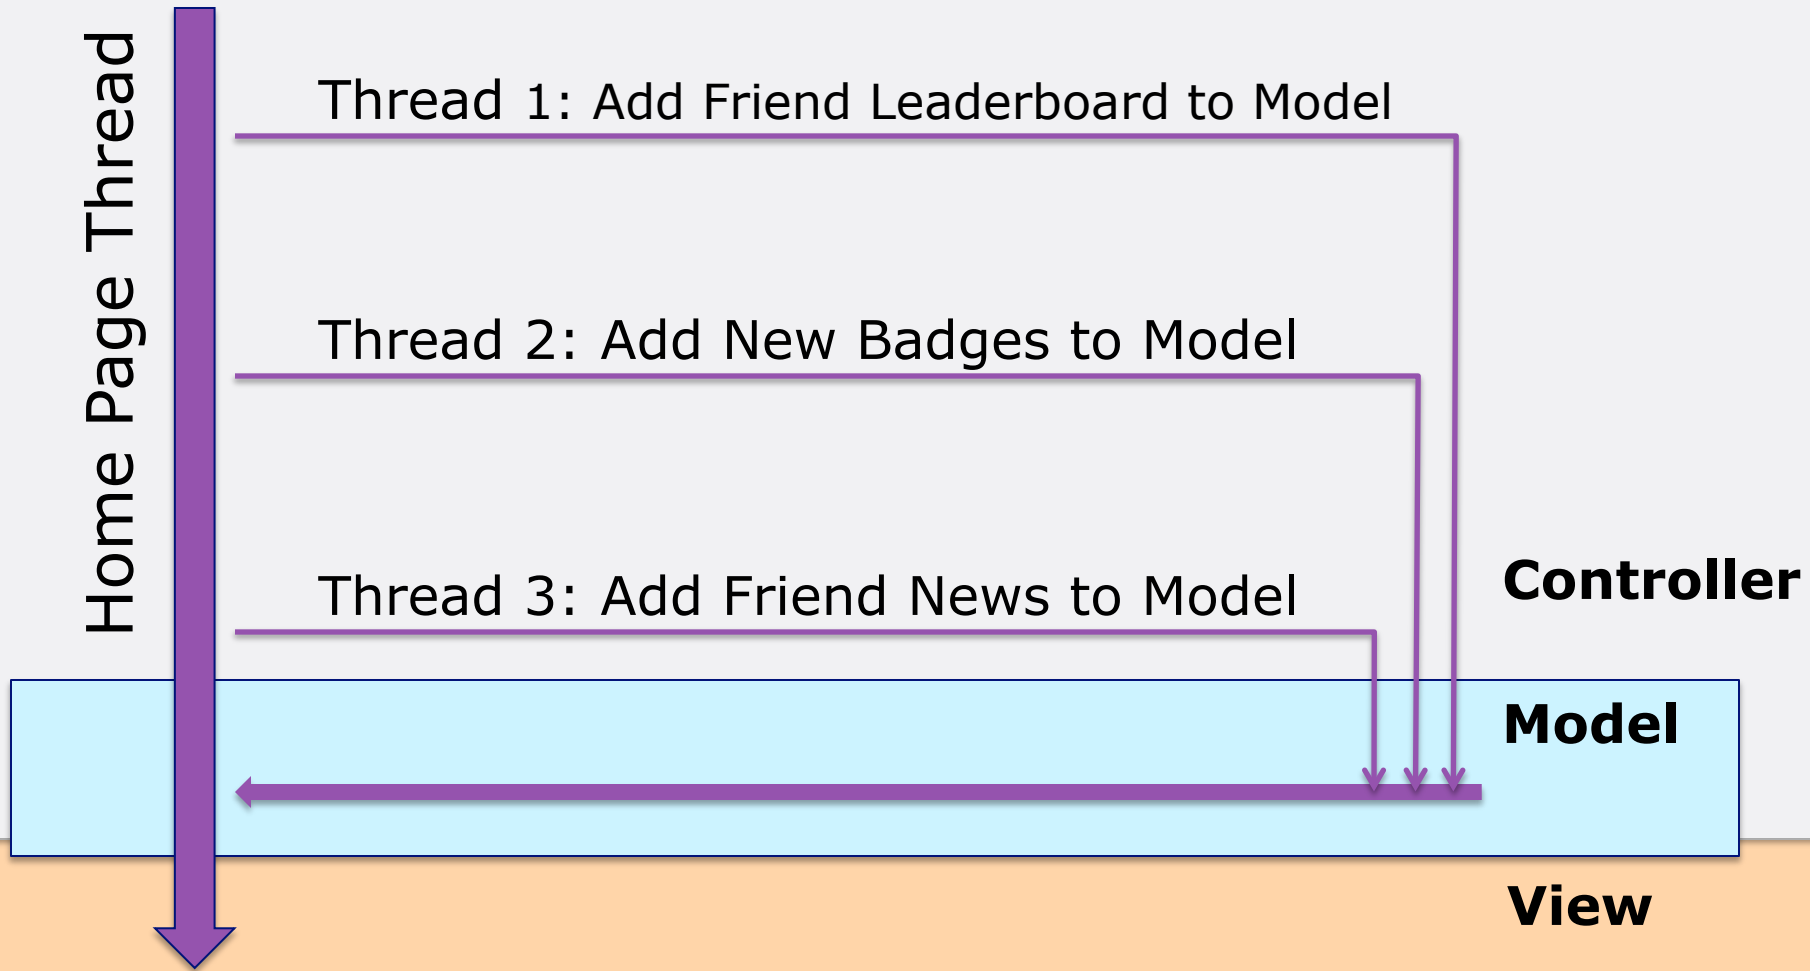 Home Page Thread
Thread 1: Add Friend Leaderboard to Model
Thread 2: Add New Badges to Model
Thread 3: Add Friend News to Model
Controller
Model
View